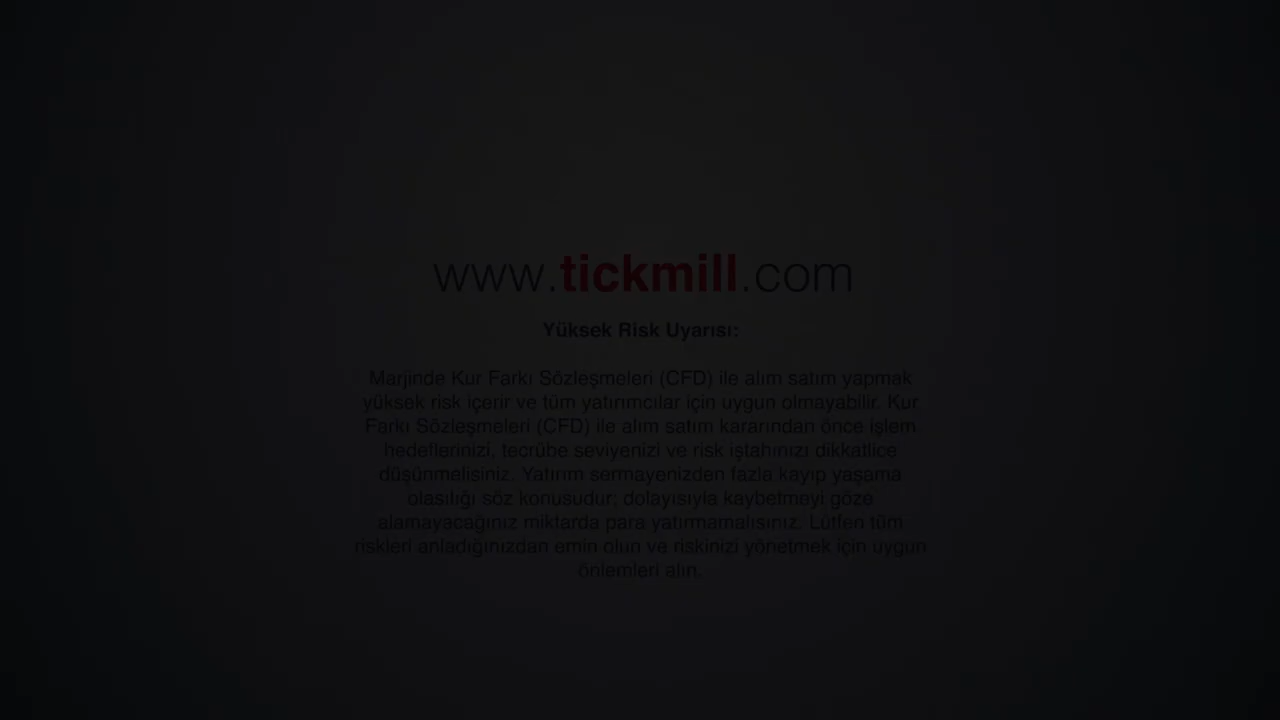 www.tickmill.com
Yüksek Risk Uyarısı:
Marjinde Kur Farkı Sözleşmeleri (CFD) ile alım satım yapmak
yüksek risk içerir ve tüm yatırımcılar için uygun olmayabilir. Kur
Farkı Sözleşmeleri (CFD) ile alım satım kararından önce işlem
hedeflerinizi, tecrübe seviyenizi ve risk iştahınızı dikkatlice
düşünmelisiniz. Yatırım sermayenizden fazla kayıp yaşama
olasılığı söz konusudur; dolayısıyla kaybetmeyi göze
alamayacağınız miktarda para yatırmamalısınız. Lütfen tüm
riskleri anladığınızdan emin olun ve riskinizi yönetmek için uygun
önlemleri alın.